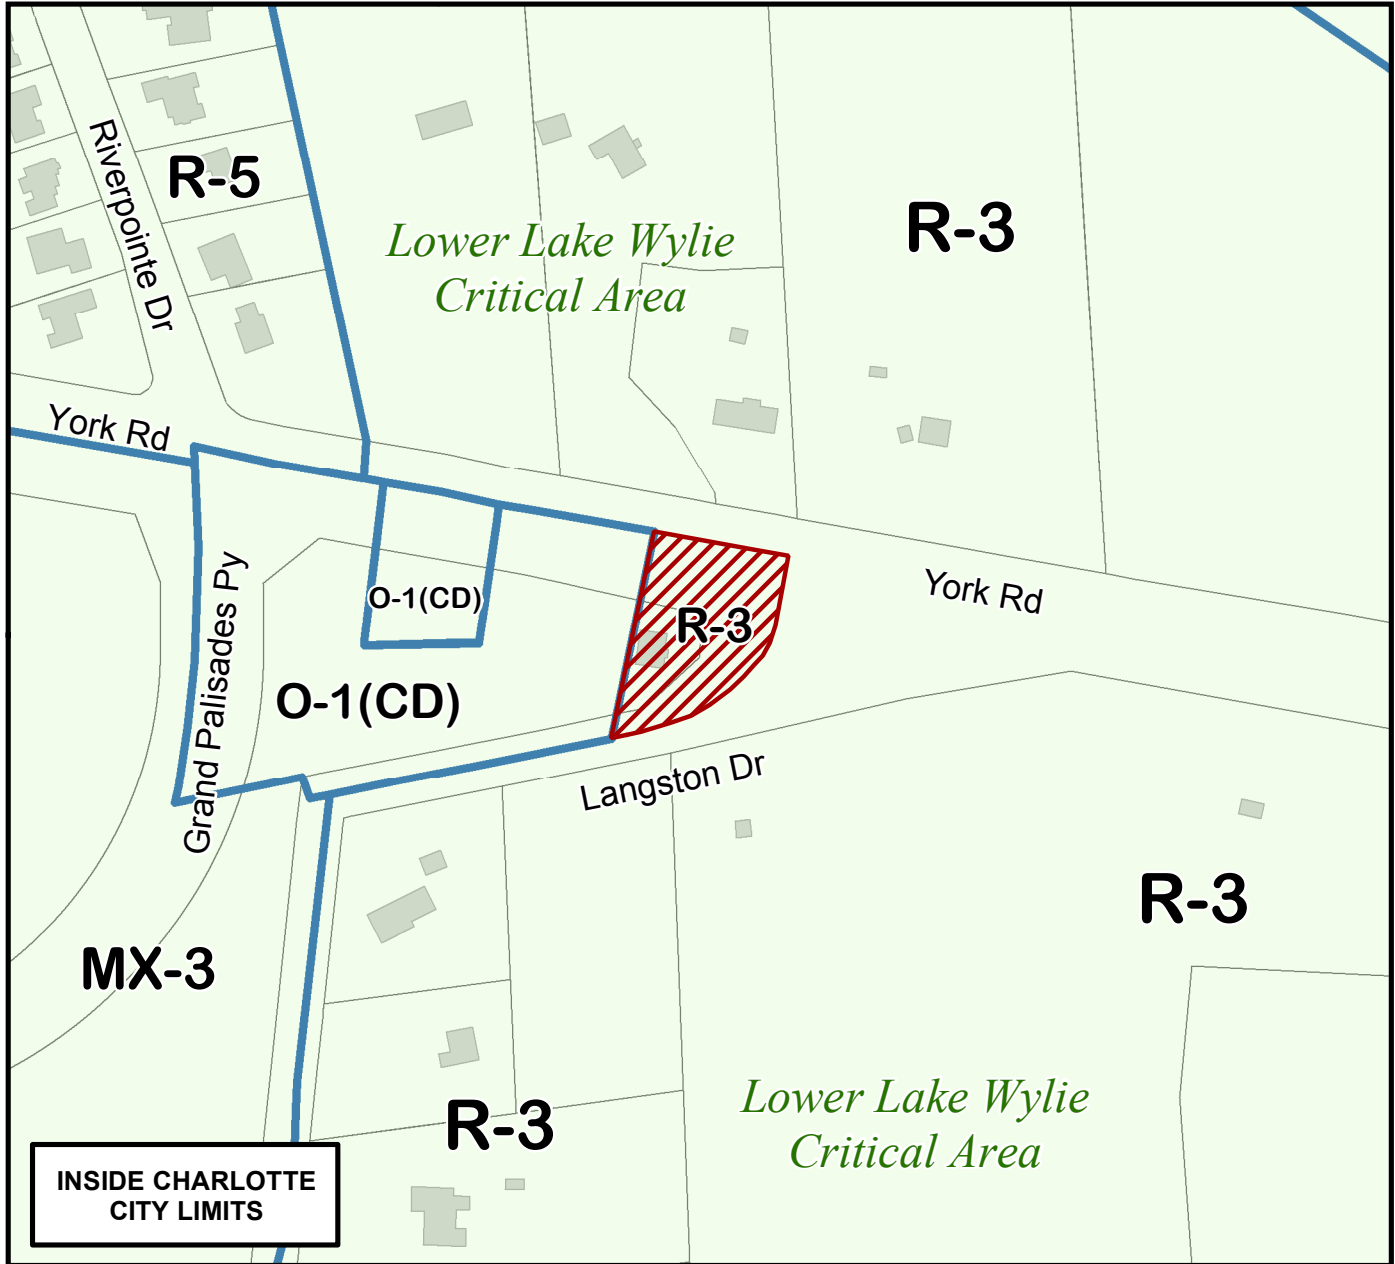 Riverpointe Dr
R-5
R-3
Lower Lake Wylie
Critical Area
York Rd
York Rd
O-1(CD)
R-3
Grand Palisades Py
O-1(CD)
Langston Dr
R-3
MX-3
R-3
Lower Lake Wylie
Critical Area
INSIDE CHARLOTTE
CITY LIMITS